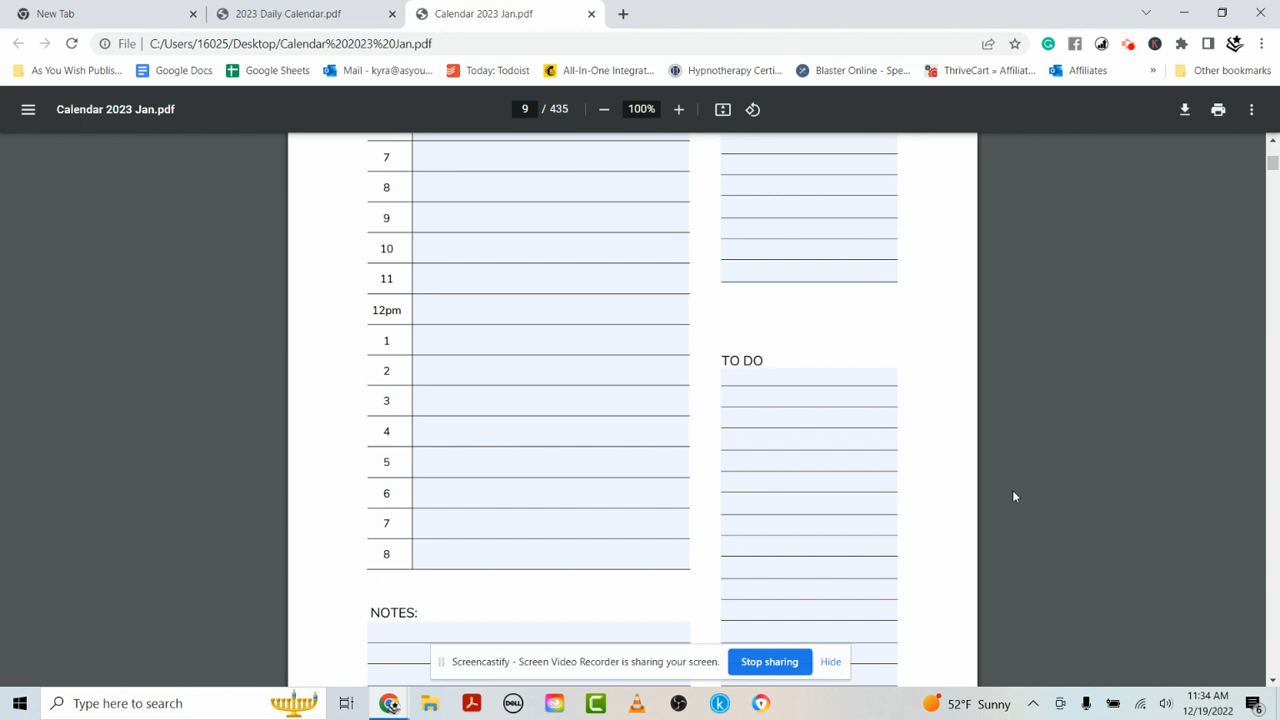 New Tab
2023 Daily Calendar.pdf
Calendar 2023 Jan.pdf
File
C:/Users/16025/Desktop/Calendar%202023%20Jan.pdf
As You Wish Publis...
Google Docs
Google Sheets
Mail - kyra@asyou...
Today: Todoist
All-In-One Integrat...
Hypnotherapy Certi...
Blaster Online - Spe...
ThriveCart » Affiliat...
Affiliates
»
Other bookmarks
Calendar 2023 Jan.pdf
9 / 435
100%
7
8
9
10
11
12pm
1
2
3
4
5
6
7
8
TO DO
NOTES:
Screencastify - Screen Video Recorder is sharing your screen.
Stop sharing
Hide
Type here to search
DELL
52°F Sunny
11:34 AM
12/19/2022
6